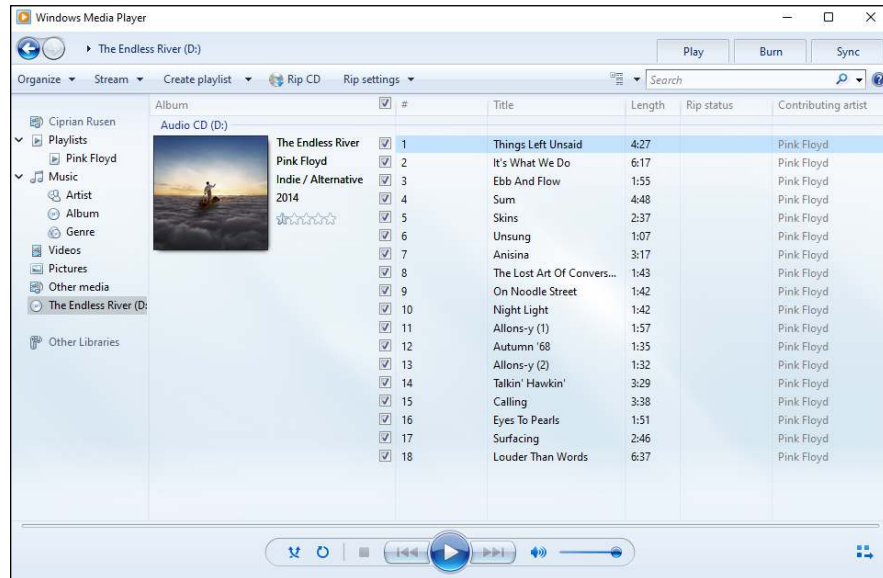 Windows Media Player
The Endless River (D:)
Play Burn Sync
Organize Stream Create playlist Rip CD Rip settings Search
Album # Title Length Rip status Contributing artist
Ciprian Rusen
Playlists
Pink Floyd
Music
Artist
Album
Genre
Videos
Pictures
Other media
The Endless River (D:
Other Libraries
Audio CD (D:)
The Endless River
Pink Floyd
Indie / Alternative
2014
1 Things Left Unsaid 4:27 Pink Floyd
2 It's What We Do 6:17 Pink Floyd
3 Ebb And Flow 1:55 Pink Floyd
4 Sum 4:48 Pink Floyd
5 Skins 2:37 Pink Floyd
6 Unsung 1:07 Pink Floyd
7 Anisina 3:17 Pink Floyd
8 The Lost Art Of Convers... 1:43 Pink Floyd
9 On Noodle Street 1:42 Pink Floyd
10 Night Light 1:42 Pink Floyd
11 Allons-y (1) 1:57 Pink Floyd
12 Autumn '68 1:35 Pink Floyd
13 Allons-y (2) 1:32 Pink Floyd
14 Talkin' Hawkin' 3:29 Pink Floyd
15 Calling 3:38 Pink Floyd
16 Eyes To Pearls 1:51 Pink Floyd
17 Surfacing 2:46 Pink Floyd
18 Louder Than Words 6:37 Pink Floyd